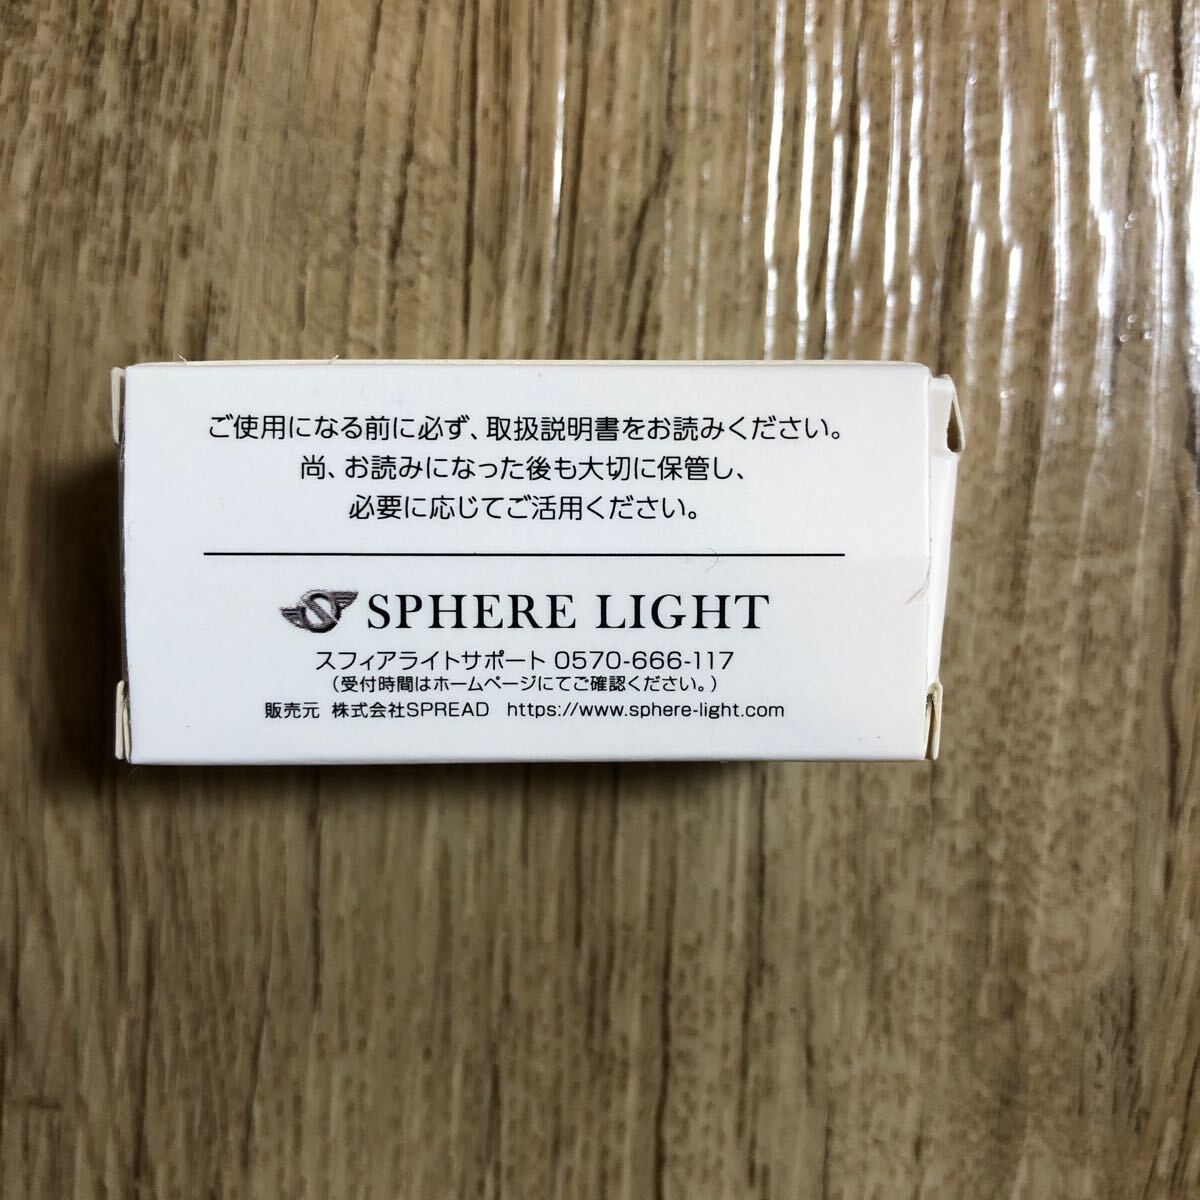 ご使用になる前に必ず、取扱説明書をお読みください。
尚、お読みになった後も大切に保管し、
必要に応じてご活用ください。
SPHERE LIGHT
スフィアライトサポート 0570-666-117
（受付時間はホームページにてご確認ください。）
販売元 株式会社SPREAD https://www.sphere-light.com